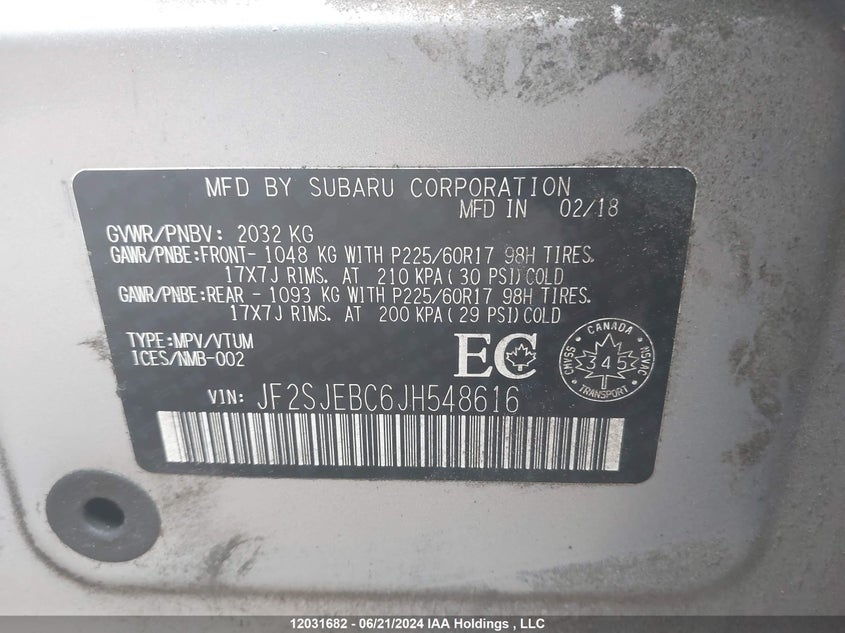 MFD BY SUBARU CORPORATION
MFD IN 02/18
GVWR/PNBV: 2032 KG
GAWR/PNBE:FRONT- 1048 KG WITH P225/60R17 98H TIRES.
17X7J RIMS. AT 210 KPA(30 PSI)COLD
GAWR/PNBE:REAR - 1093 KG WITH P225/60R17 98H TIRES.
17X7J RIMS. AT 200 KPA(29 PSI)COLD
TYPE:MPV/VTUM
ICES/NMB-002
EC
CANADA
CMVSS 345 NSVAC
TRANSPORT
VIN: JF2SJEBC6JH548616
12031682 - 06/21/2024 IAA Holdings , LLC